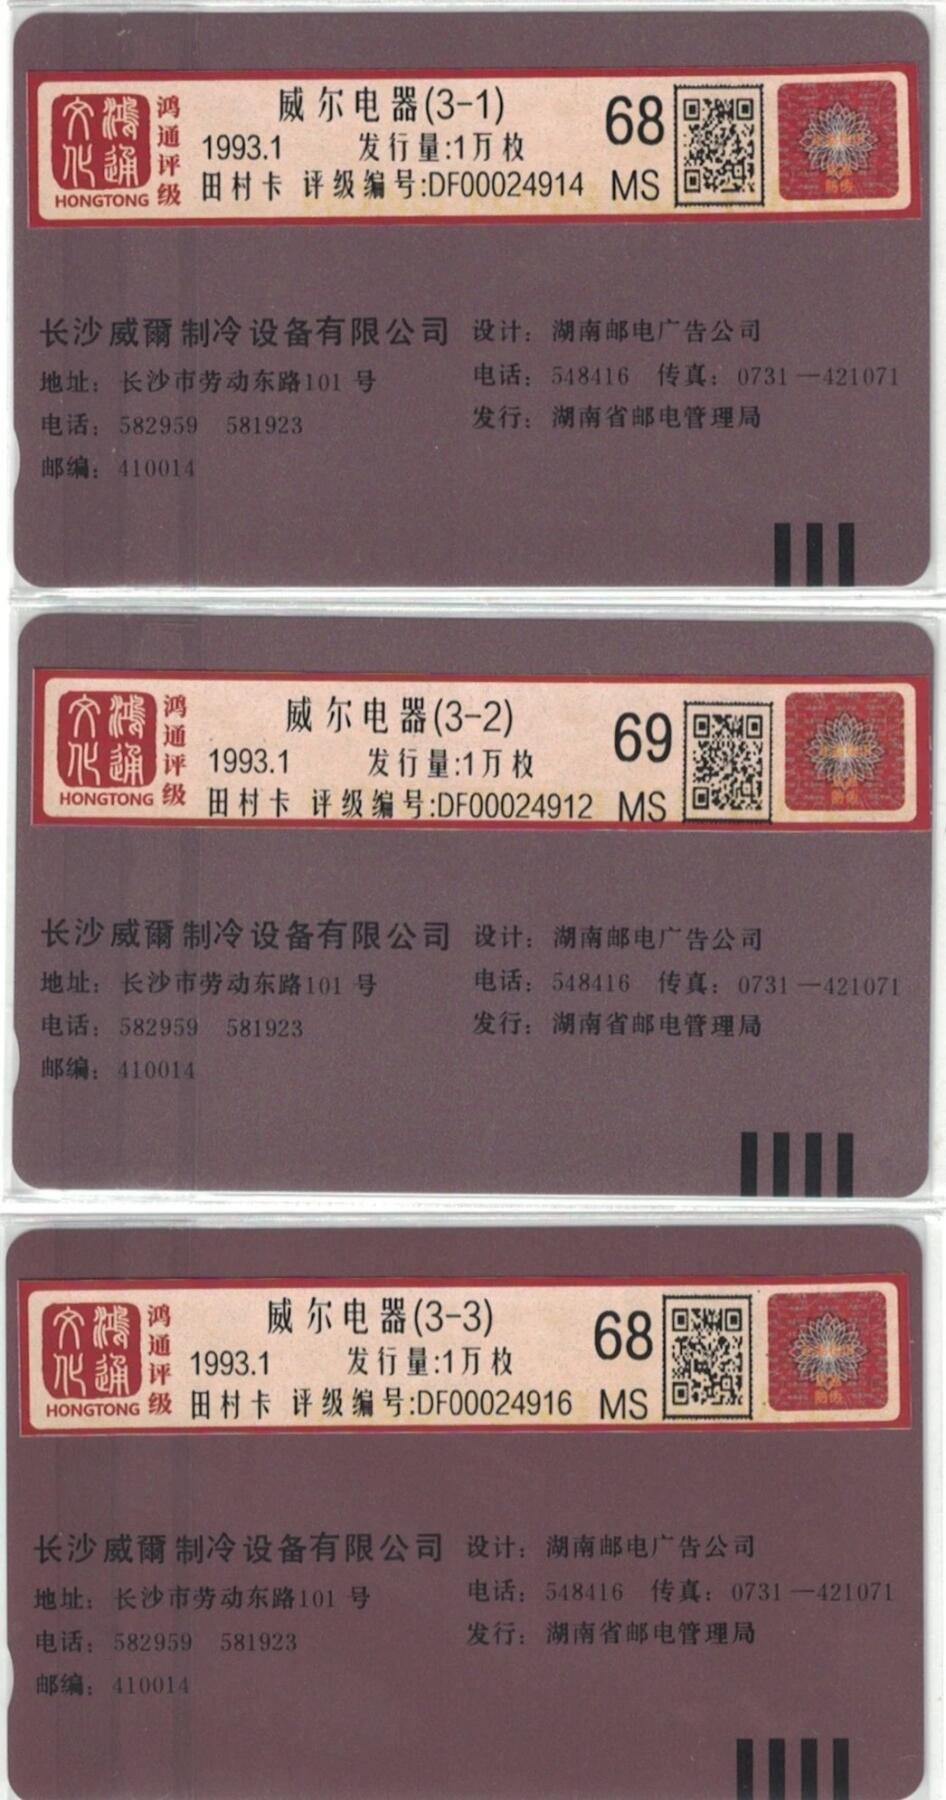 鸿通文化
HONGTONG
鸿通评级
威尔电器(3-1)
1993.1 发行量:1万枚
田村卡 评级编号:DF00024914
68
MS
长沙威爾制冷设备有限公司
地址：长沙市劳动东路101号
电话：582959 581923
邮编：410014
设计：湖南邮电广告公司
电话：548416 传真：0731—421071
发行：湖南省邮电管理局
鸿通文化
HONGTONG
鸿通评级
威尔电器(3-2)
1993.1 发行量:1万枚
田村卡 评级编号:DF00024912
69
MS
长沙威爾制冷设备有限公司
地址：长沙市劳动东路101号
电话：582959 581923
邮编：410014
设计：湖南邮电广告公司
电话：548416 传真：0731—421071
发行：湖南省邮电管理局
鸿通文化
HONGTONG
鸿通评级
威尔电器(3-3)
1993.1 发行量:1万枚
田村卡 评级编号:DF00024916
68
MS
长沙威爾制冷设备有限公司
地址：长沙市劳动东路101号
电话：582959 581923
邮编：410014
设计：湖南邮电广告公司
电话：548416 传真：0731—421071
发行：湖南省邮电管理局